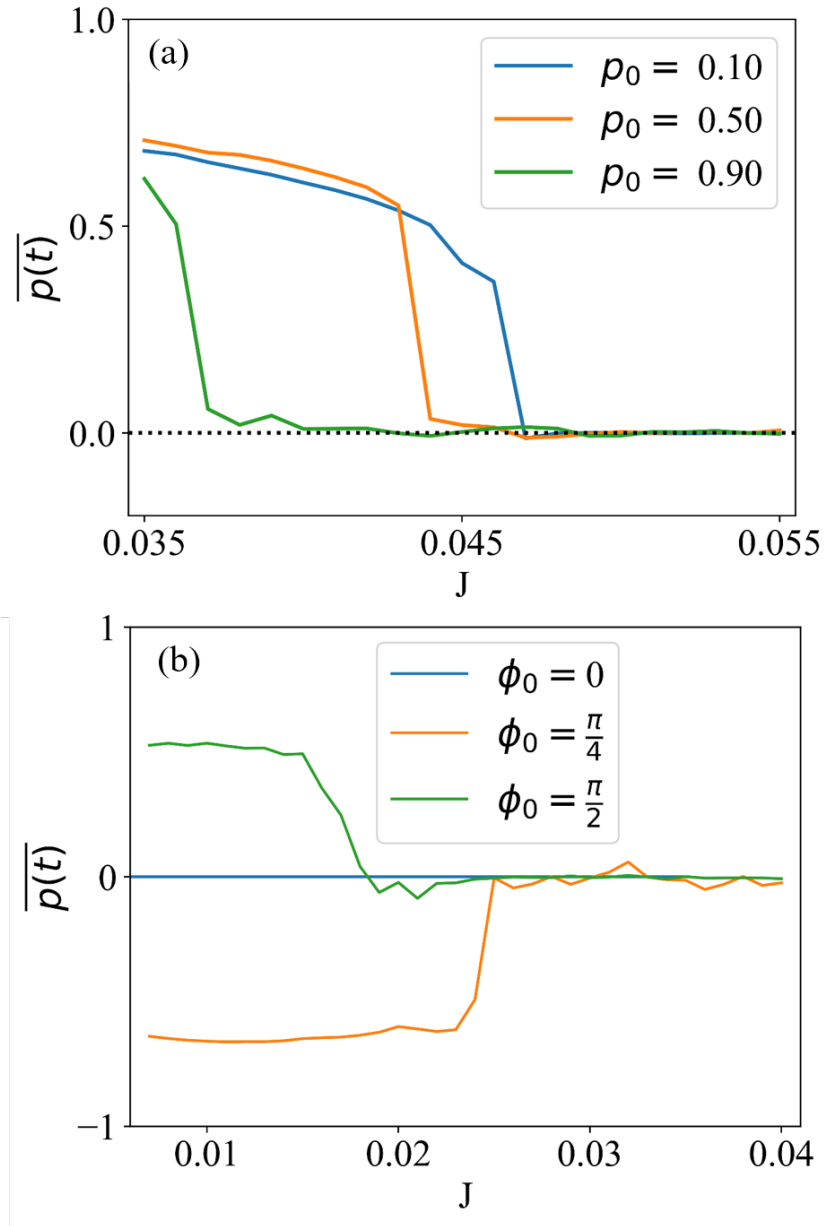 (a)
1.0
0.5
0.0
p₀ = 0.10
p₀ = 0.50
p₀ = 0.90
p(t)
0.035 0.045 0.055
J
(b)
1
0
−1
ϕ₀ = 0
ϕ₀ = π/4
ϕ₀ = π/2
p(t)
0.01 0.02 0.03 0.04
J